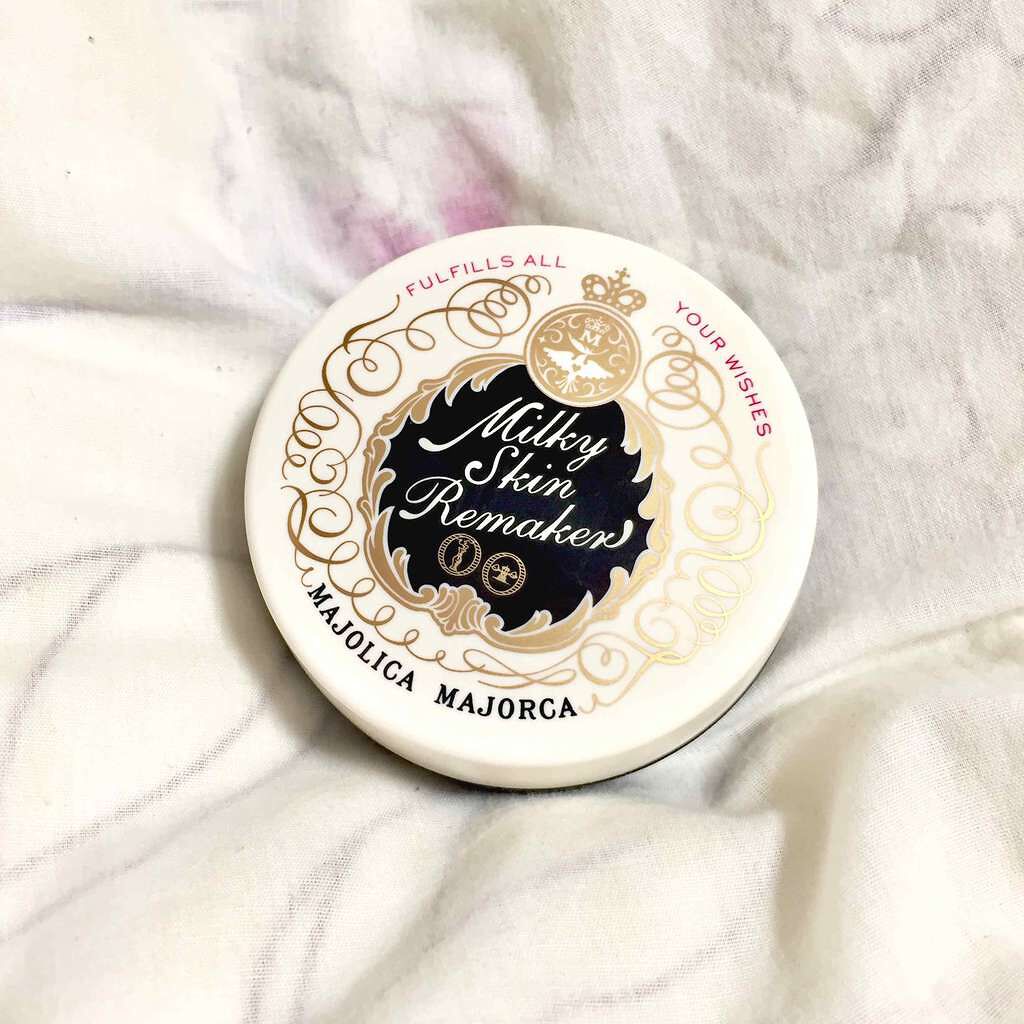 FULFILLS ALL
YOUR WISHES
M
Milky
Skin
Remaker
MAJOLICA MAJORCA